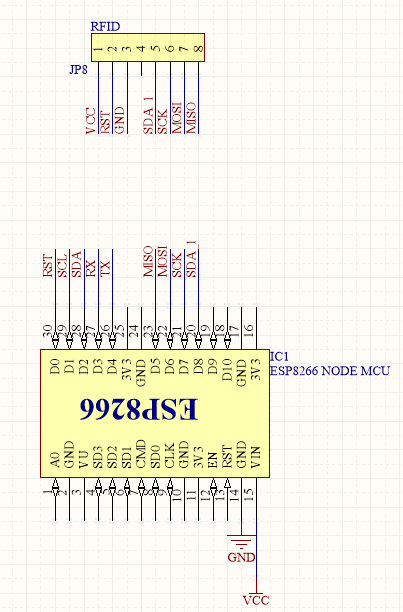 RFID
1 2 3 4 5 6 7 8
JP8
VCC RST GND SDA_1 SCK MOSI MISO
RST SCL SDA RX TX MISO MOSI SCK SDA_1
30 29 28 27 26 25 24 23 22 21 20 19 18 17 16
IC1
D0 D1 D2 D3 D4 3V3 GND D5 D6 D7 D8 D9 D10 GND 3V3
ESP8266 NODE MCU
ESP8266
A0 GND VU SD3 SD2 SD1 CMD SD0 CLK GND 3V3 EN RST GND VIN
1 2 3 4 5 6 7 8 9 10 11 12 13 14 15
GND
VCC